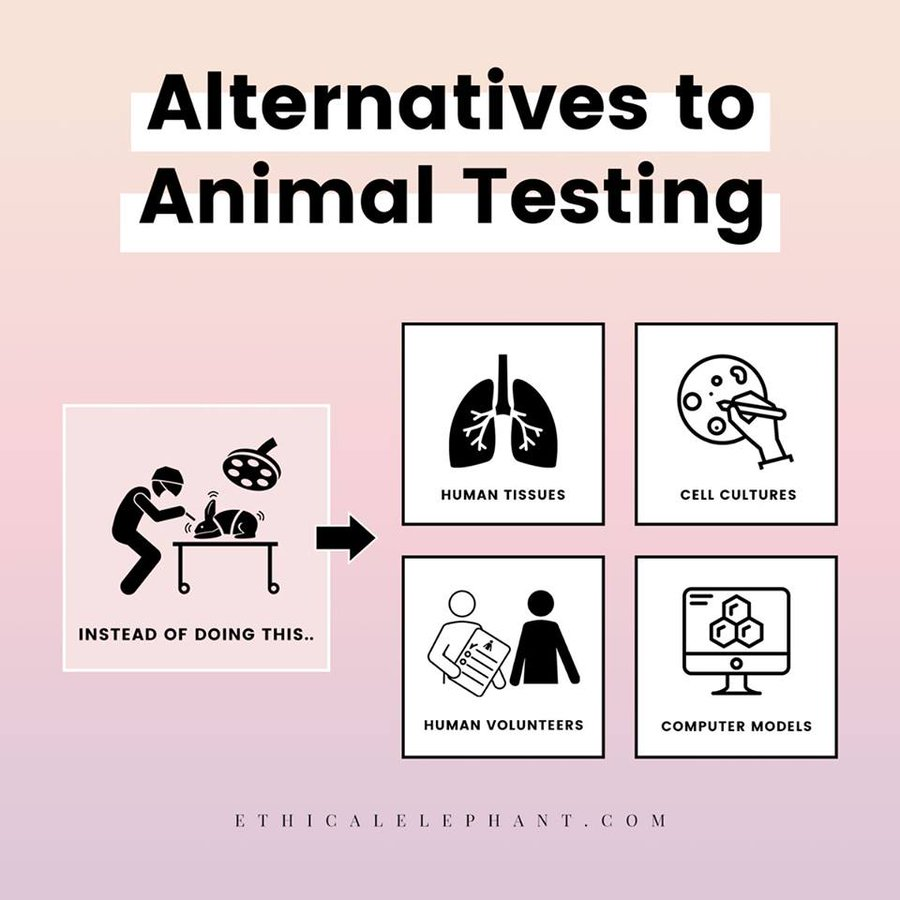 Alternatives to
Animal Testing
INSTEAD OF DOING THIS..
HUMAN TISSUES
CELL CULTURES
HUMAN VOLUNTEERS
COMPUTER MODELS
ETHICALELEPHANT.COM